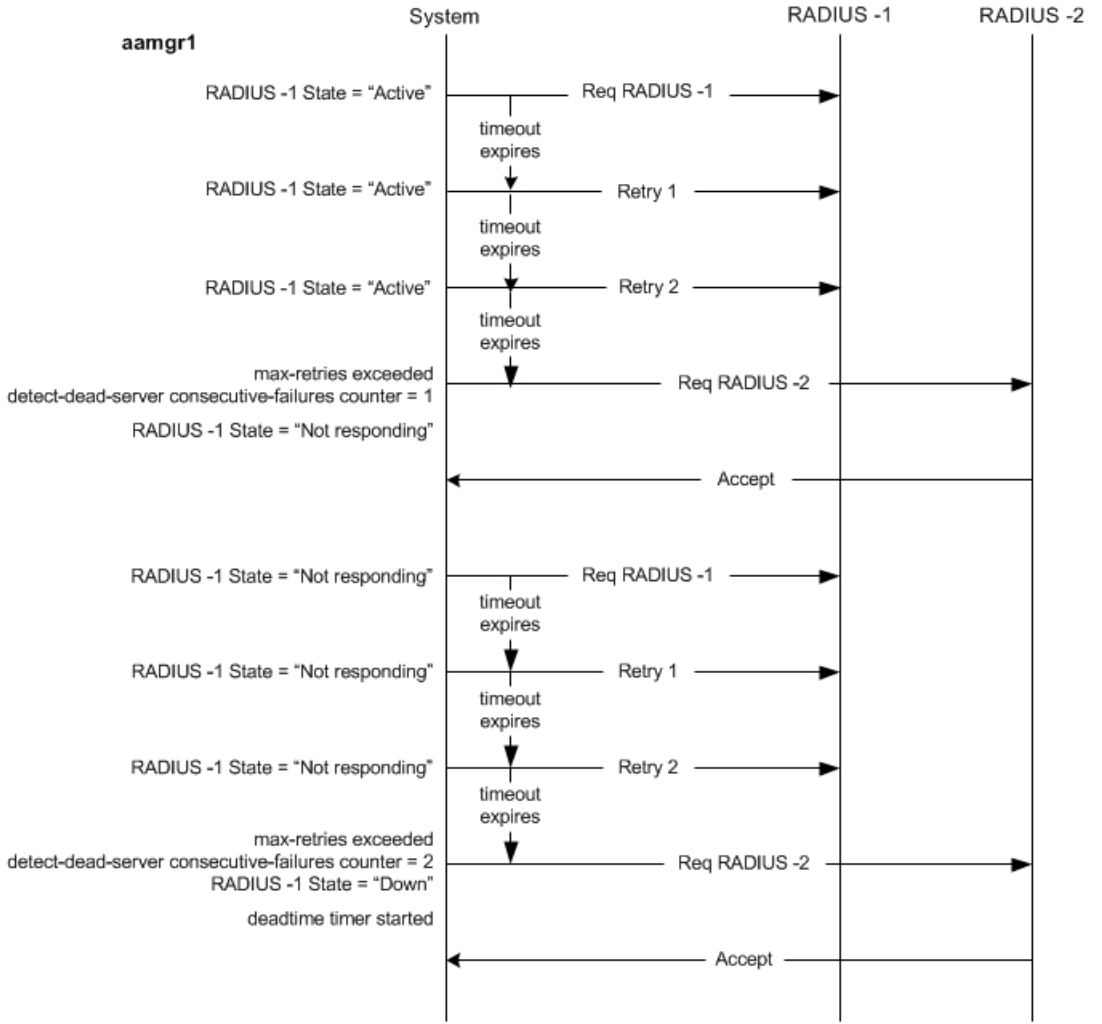 System RADIUS -1 RADIUS -2
aamgr1
RADIUS -1 State = “Active” Req RADIUS -1
timeout
expires
RADIUS -1 State = “Active” Retry 1
timeout
expires
RADIUS -1 State = “Active” Retry 2
timeout
expires
max-retries exceeded
detect-dead-server consecutive-failures counter = 1 Req RADIUS -2
RADIUS -1 State = “Not responding”
Accept
RADIUS -1 State = “Not responding” Req RADIUS -1
timeout
expires
RADIUS -1 State = “Not responding” Retry 1
timeout
expires
RADIUS -1 State = “Not responding” Retry 2
timeout
expires
max-retries exceeded
detect-dead-server consecutive-failures counter = 2 Req RADIUS -2
RADIUS -1 State = “Down”
deadtime timer started
Accept